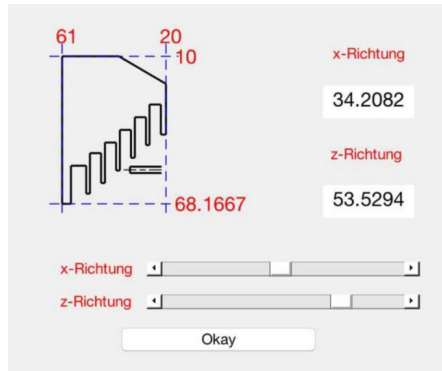 61 20
10
x-Richtung
34.2082
z-Richtung
53.5294
68.1667
x-Richtung
z-Richtung
Okay